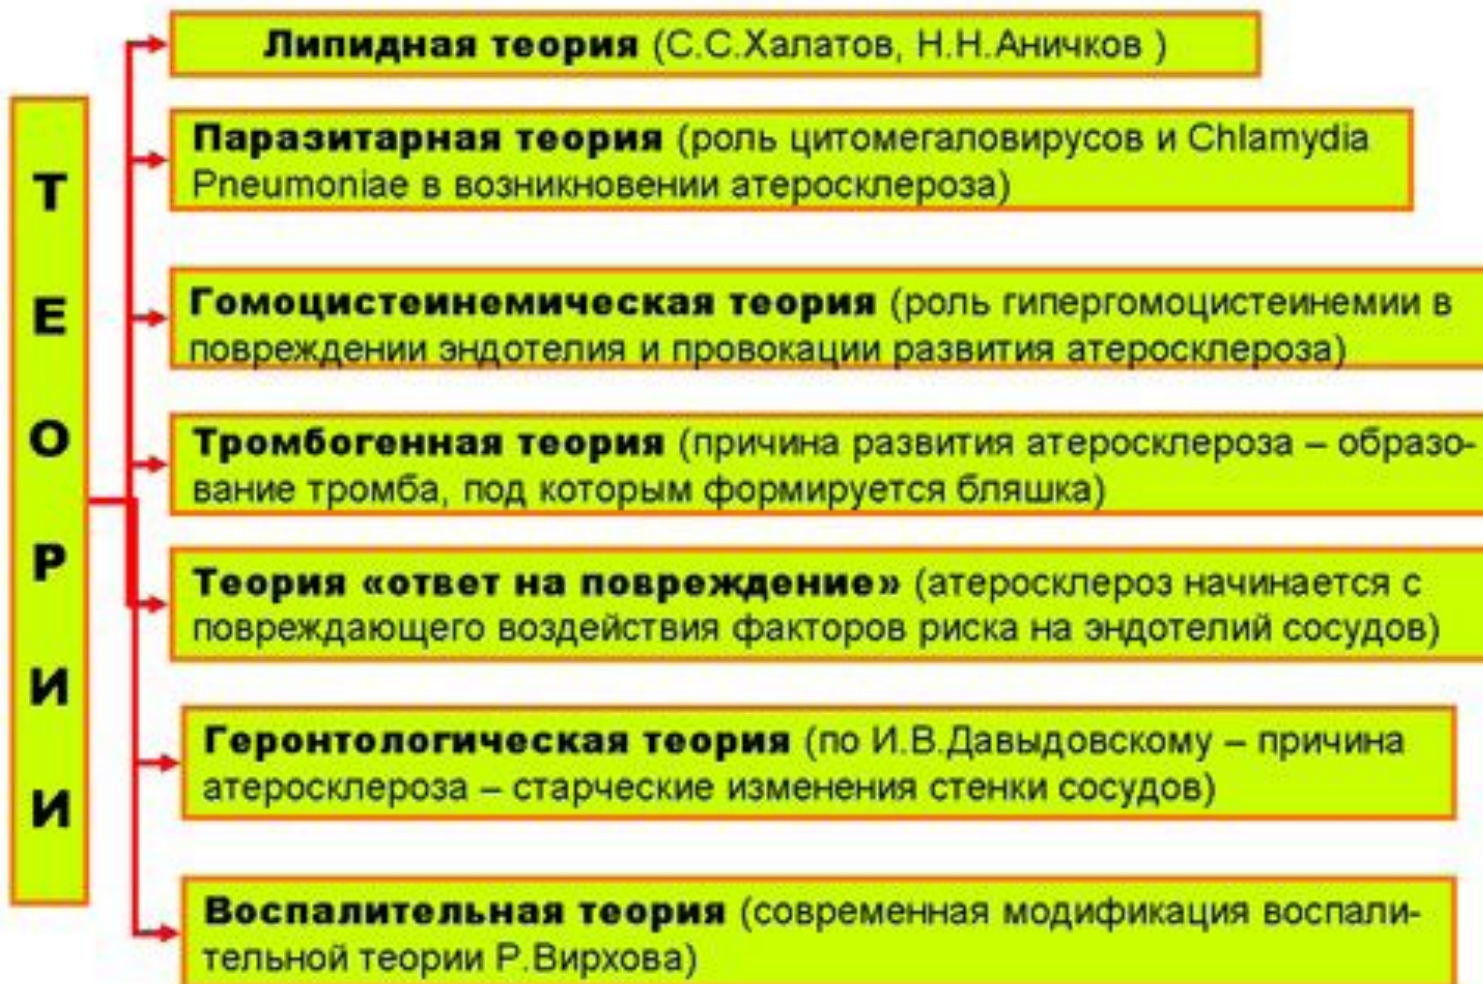 ТЕОРИИ
Липидная теория (С.С.Халатов, Н.Н.Аничков )
Паразитарная теория (роль цитомегаловирусов и Chlamydia
Pneumoniae в возникновении атеросклероза)
Гомоцистеинемическая теория (роль гипергомоцистеинемии в
повреждении эндотелия и провокации развития атеросклероза)
Тромбогенная теория (причина развития атеросклероза – образо-
вание тромба, под которым формируется бляшка)
Теория «ответ на повреждение» (атеросклероз начинается с
повреждающего воздействия факторов риска на эндотелий сосудов)
Геронтологическая теория (по И.В.Давыдовскому – причина
атеросклероза – старческие изменения стенки сосудов)
Воспалительная теория (современная модификация воспали-
тельной теории Р.Вирхова)